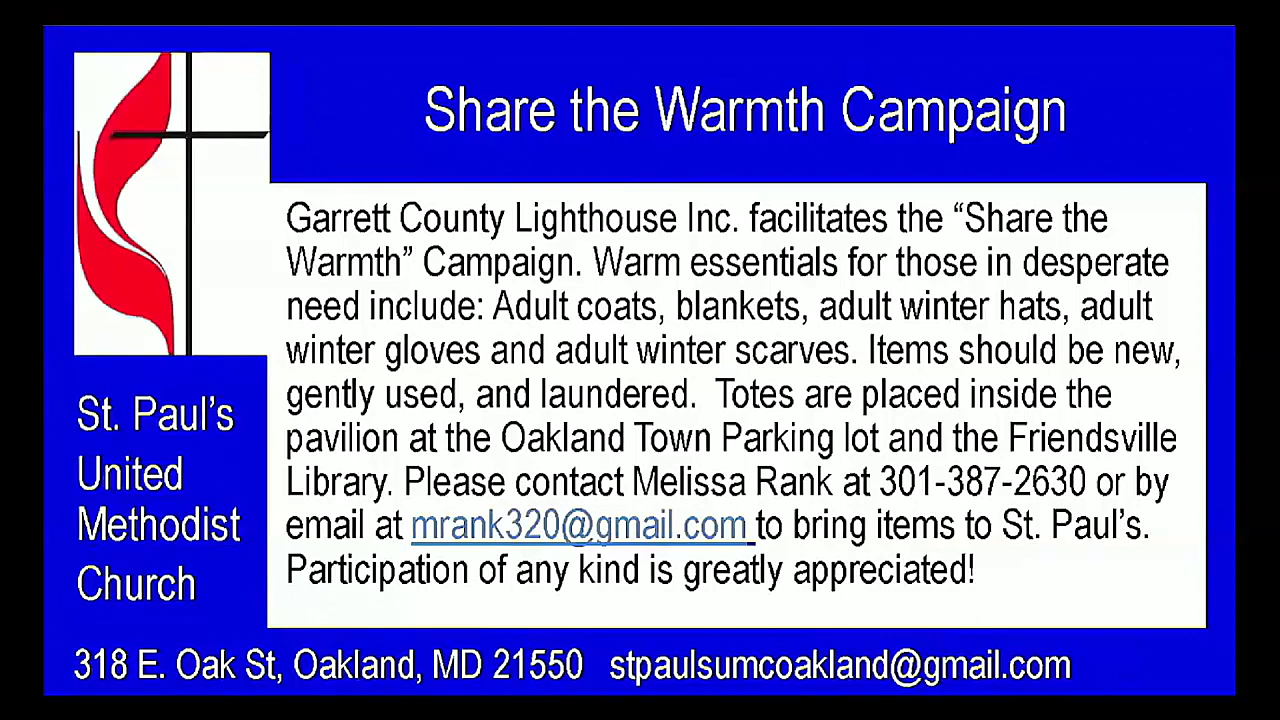 Share the Warmth Campaign
Garrett County Lighthouse Inc. facilitates the “Share the
Warmth” Campaign. Warm essentials for those in desperate
need include: Adult coats, blankets, adult winter hats, adult
winter gloves and adult winter scarves. Items should be new,
gently used, and laundered.  Totes are placed inside the
pavilion at the Oakland Town Parking lot and the Friendsville
Library. Please contact Melissa Rank at 301-387-2630 or by
email at mrank320@gmail.com to bring items to St. Paul’s.
Participation of any kind is greatly appreciated!
St. Paul’s
United
Methodist
Church
318 E. Oak St, Oakland, MD 21550   stpaulsumcoakland@gmail.com